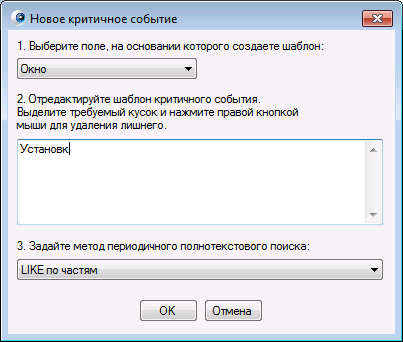 Новое критичное событие
1. Выберите поле, на основании которого создаете шаблон:
Окно
2. Отредактируйте шаблон критичного события.
Выделите требуемый кусок и нажмите правой кнопкой
мыши для удаления лишнего.
Установк
3. Задайте метод периодичного полнотекстового поиска:
LIKE по частям
OK
Отмена